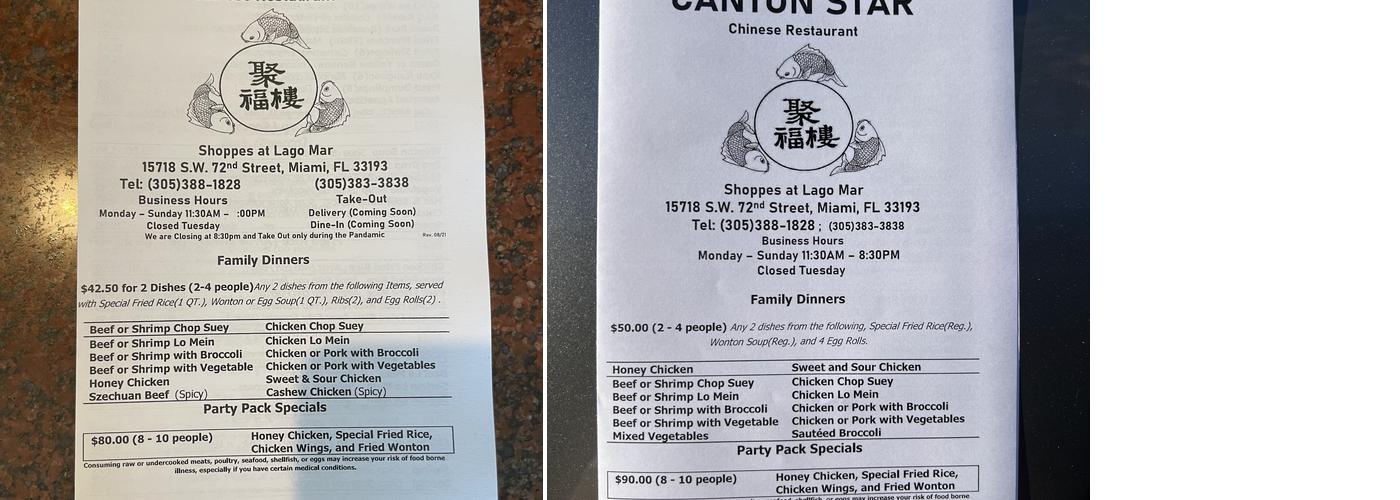 Restaurant
聚
福樓
Shoppes at Lago Mar
15718 S.W. 72nd Street, Miami, FL 33193
Tel: (305)388-1828 (305)383-3838
Business Hours Take-Out
Monday – Sunday 11:30AM – :00PM Delivery (Coming Soon)
Closed Tuesday Dine-In (Coming Soon)
We are Closing at 8:30pm and Take Out only during the Pandamic Rev. 08/21
Family Dinners
$42.50 for 2 Dishes (2-4 people)Any 2 dishes from the following Items, served
with Special Fried Rice(1 QT.), Wonton or Egg Soup(1 QT.), Ribs(2), and Egg Rolls(2) .
Beef or Shrimp Chop Suey Chicken Chop Suey
Beef or Shrimp Lo Mein Chicken Lo Mein
Beef or Shrimp with Broccoli Chicken or Pork with Broccoli
Beef or Shrimp with Vegetable Chicken or Pork with Vegetables
Honey Chicken Sweet & Sour Chicken
Szechuan Beef (Spicy) Cashew Chicken (Spicy)
Party Pack Specials
$80.00 (8 - 10 people) Honey Chicken, Special Fried Rice,
Chicken Wings, and Fried Wonton
Consuming raw or undercooked meats, poultry, seafood, shellfish, or eggs may increase your risk of food borne
illness, especially if you have certain medical conditions.
CANTON STAR
Chinese Restaurant
聚
福樓
Shoppes at Lago Mar
15718 S.W. 72nd Street, Miami, FL 33193
Tel: (305)388-1828 ; (305)383-3838
Business Hours
Monday – Sunday 11:30AM – 8:30PM
Closed Tuesday
Family Dinners
$50.00 (2 - 4 people) Any 2 dishes from the following, Special Fried Rice(Reg.),
Wonton Soup(Reg.), and 4 Egg Rolls.
Honey Chicken Sweet and Sour Chicken
Beef or Shrimp Chop Suey Chicken Chop Suey
Beef or Shrimp Lo Mein Chicken Lo Mein
Beef or Shrimp with Broccoli Chicken or Pork with Broccoli
Beef or Shrimp with Vegetable Chicken or Pork with Vegetables
Mixed Vegetables Sautéed Broccoli
Party Pack Specials
$90.00 (8 - 10 people) Honey Chicken, Special Fried Rice,
Chicken Wings, and Fried Wonton
seafood, shellfish, or eggs may increase your risk of food borne